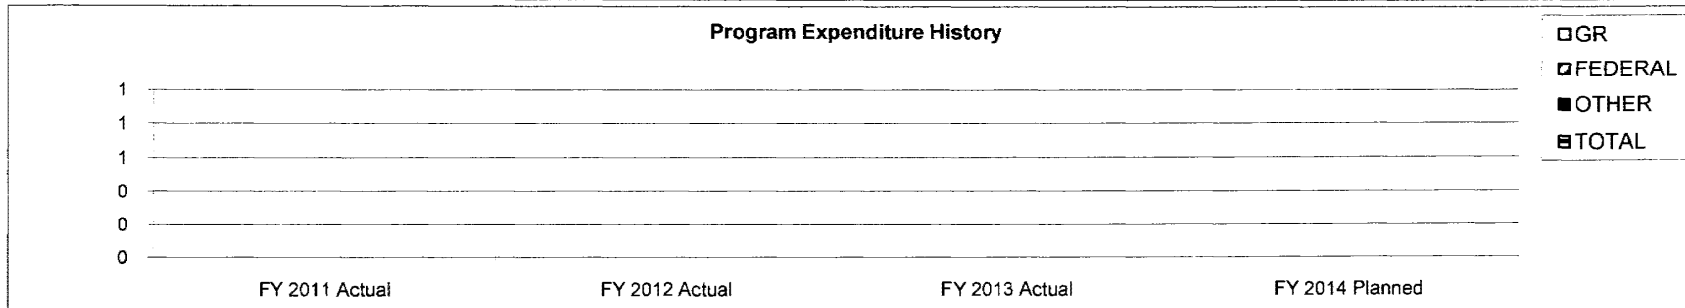 Program Expenditure History
GR
FEDERAL
OTHER
TOTAL
1
1
1
0
0
0
FY 2011 Actual FY 2012 Actual FY 2013 Actual FY 2014 Planned